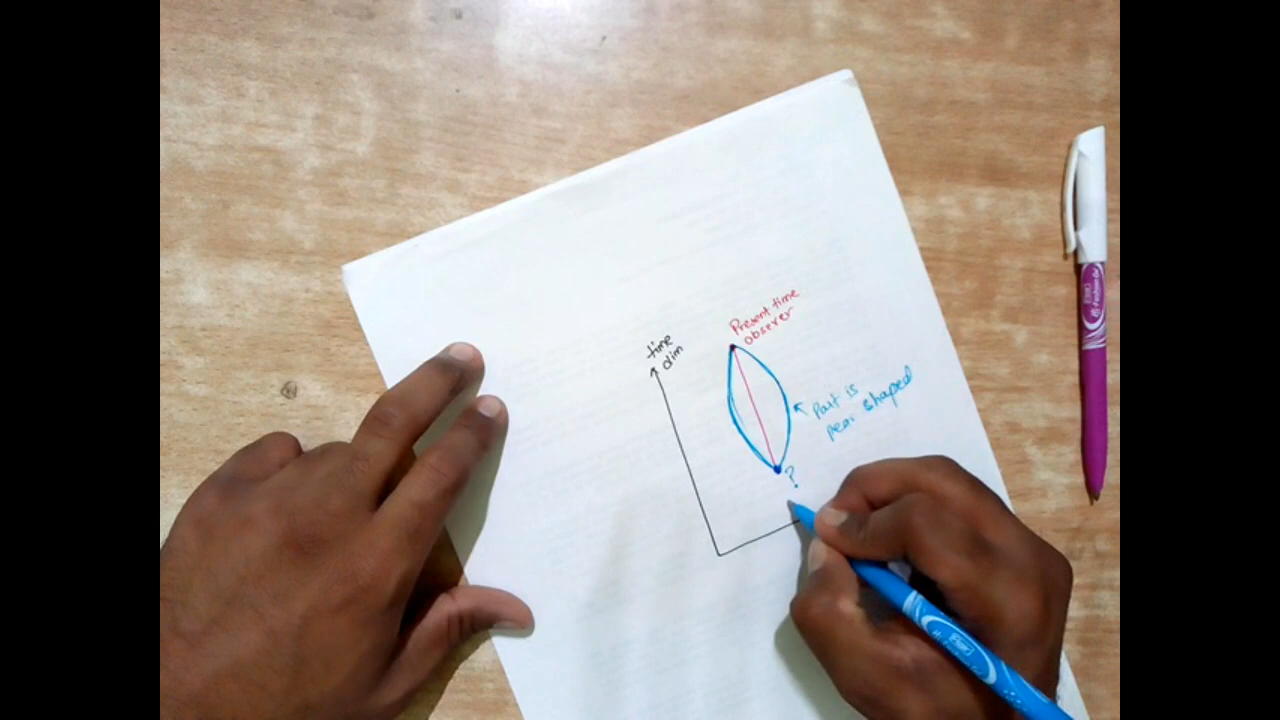 time
dim
Present time
observer
Past is
pear shaped
?